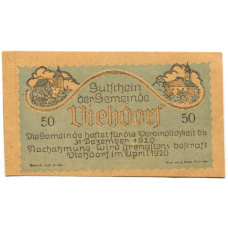 Gutschein
der Gemeinde
Viehdorf
50 50
Die Gemeinde haftet für die Verbindlichkeit bis
31. Dezember 1920
Nachahmung wird strengstens bestraft
Viehdorf im April 1920